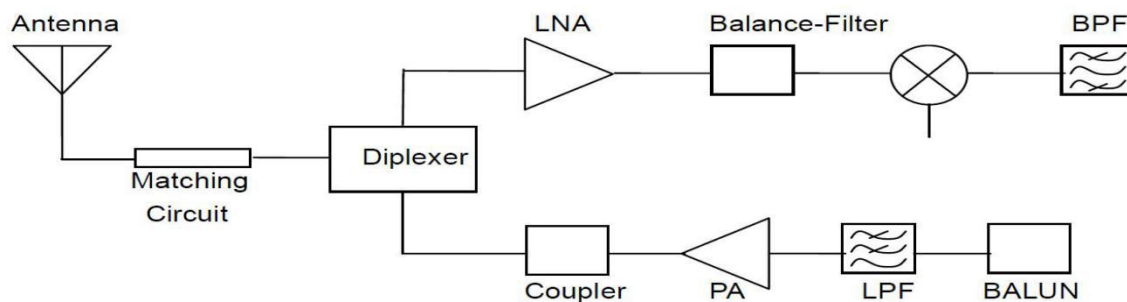 Antenna
LNA
Balance-Filter
BPF
Diplexer
Matching
Circuit
Coupler
PA
LPF
BALUN